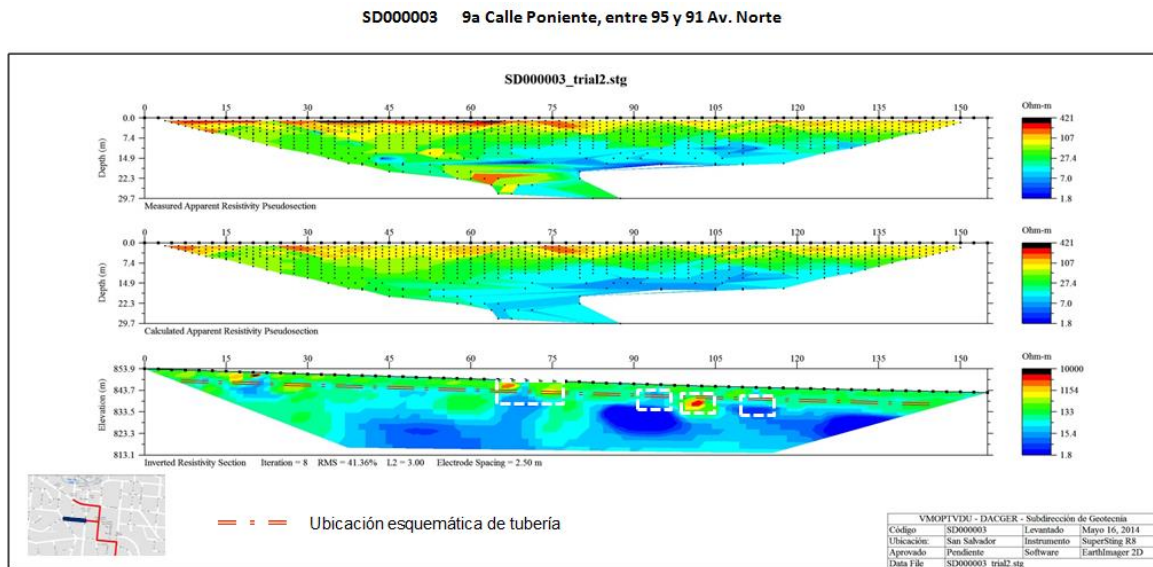 SD000003 9a Calle Poniente, entre 95 y 91 Av. Norte
SD000003_trial2.stg
0 15 30 45 60 75 90 105 120 135 150
Ohm-m
0.0 421
7.4 107
14.9 27.4
22.3 7.0
29.7 1.8
Depth (m)
Measured Apparent Resistivity Pseudosection
0 15 30 45 60 75 90 105 120 135 150
Ohm-m
0.0 421
7.4 107
14.9 27.4
22.3 7.0
29.7 1.8
Depth (m)
Calculated Apparent Resistivity Pseudosection
0 15 30 45 60 75 90 105 120 135 150
Ohm-m
853.9 10000
843.7 1154
833.5 133
823.3 15.4
813.1 1.8
Elevation (m)
Inverted Resistivity Section Iteration = 8 RMS = 41.36% L2 = 3.00 Electrode Spacing = 2.50 m
Ubicación esquemática de tubería
VMOPTVDU - DACGER - Subdirección de Geotecnia
Código SD000003 Levantado Mayo 16, 2014
Ubicación: San Salvador Instrumento SuperSting R8
Aprovado Pendiente Software EarthImager 2D
Data File SD000003_trial2.stg